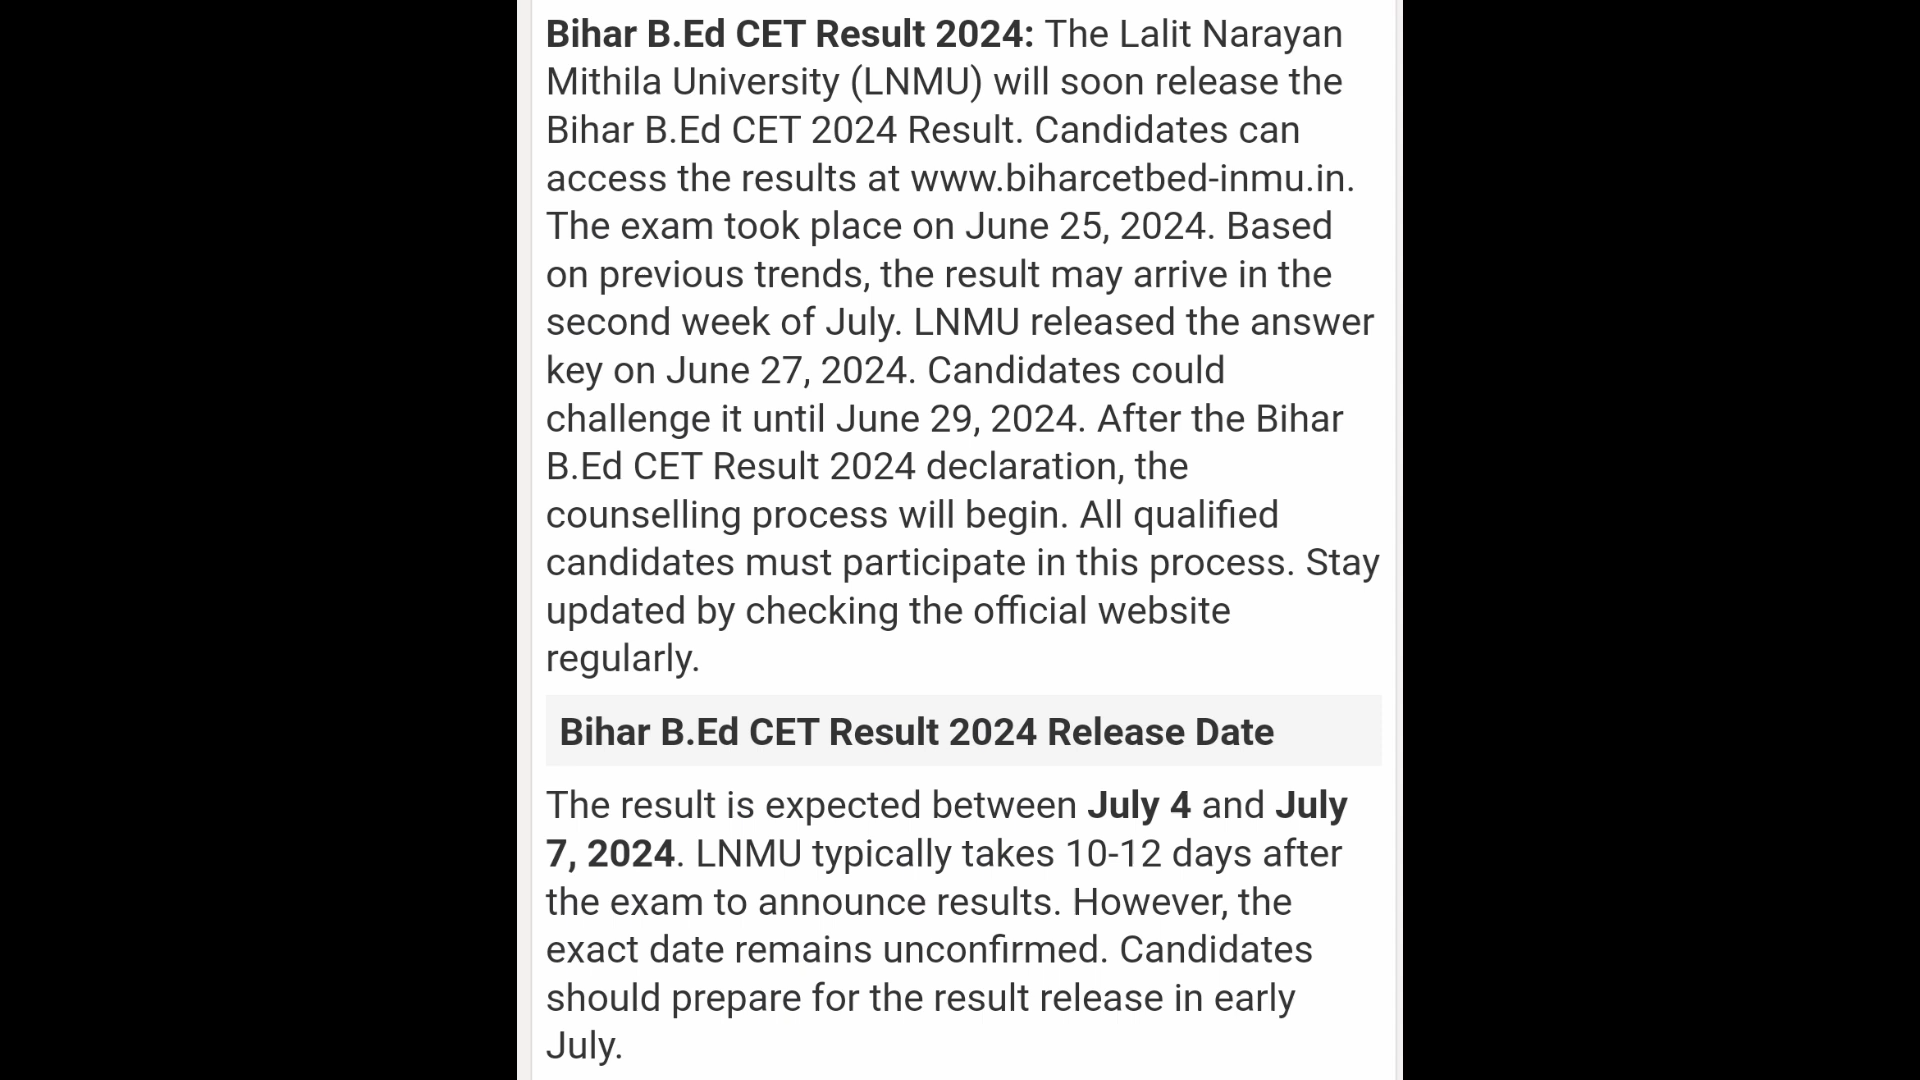 Bihar B.Ed CET Result 2024: The Lalit Narayan
Mithila University (LNMU) will soon release the
Bihar B.Ed CET 2024 Result. Candidates can
access the results at www.biharcetbed-inmu.in.
The exam took place on June 25, 2024. Based
on previous trends, the result may arrive in the
second week of July. LNMU released the answer
key on June 27, 2024. Candidates could
challenge it until June 29, 2024. After the Bihar
B.Ed CET Result 2024 declaration, the
counselling process will begin. All qualified
candidates must participate in this process. Stay
updated by checking the official website
regularly.
Bihar B.Ed CET Result 2024 Release Date
The result is expected between July 4 and July
7, 2024. LNMU typically takes 10-12 days after
the exam to announce results. However, the
exact date remains unconfirmed. Candidates
should prepare for the result release in early
July.